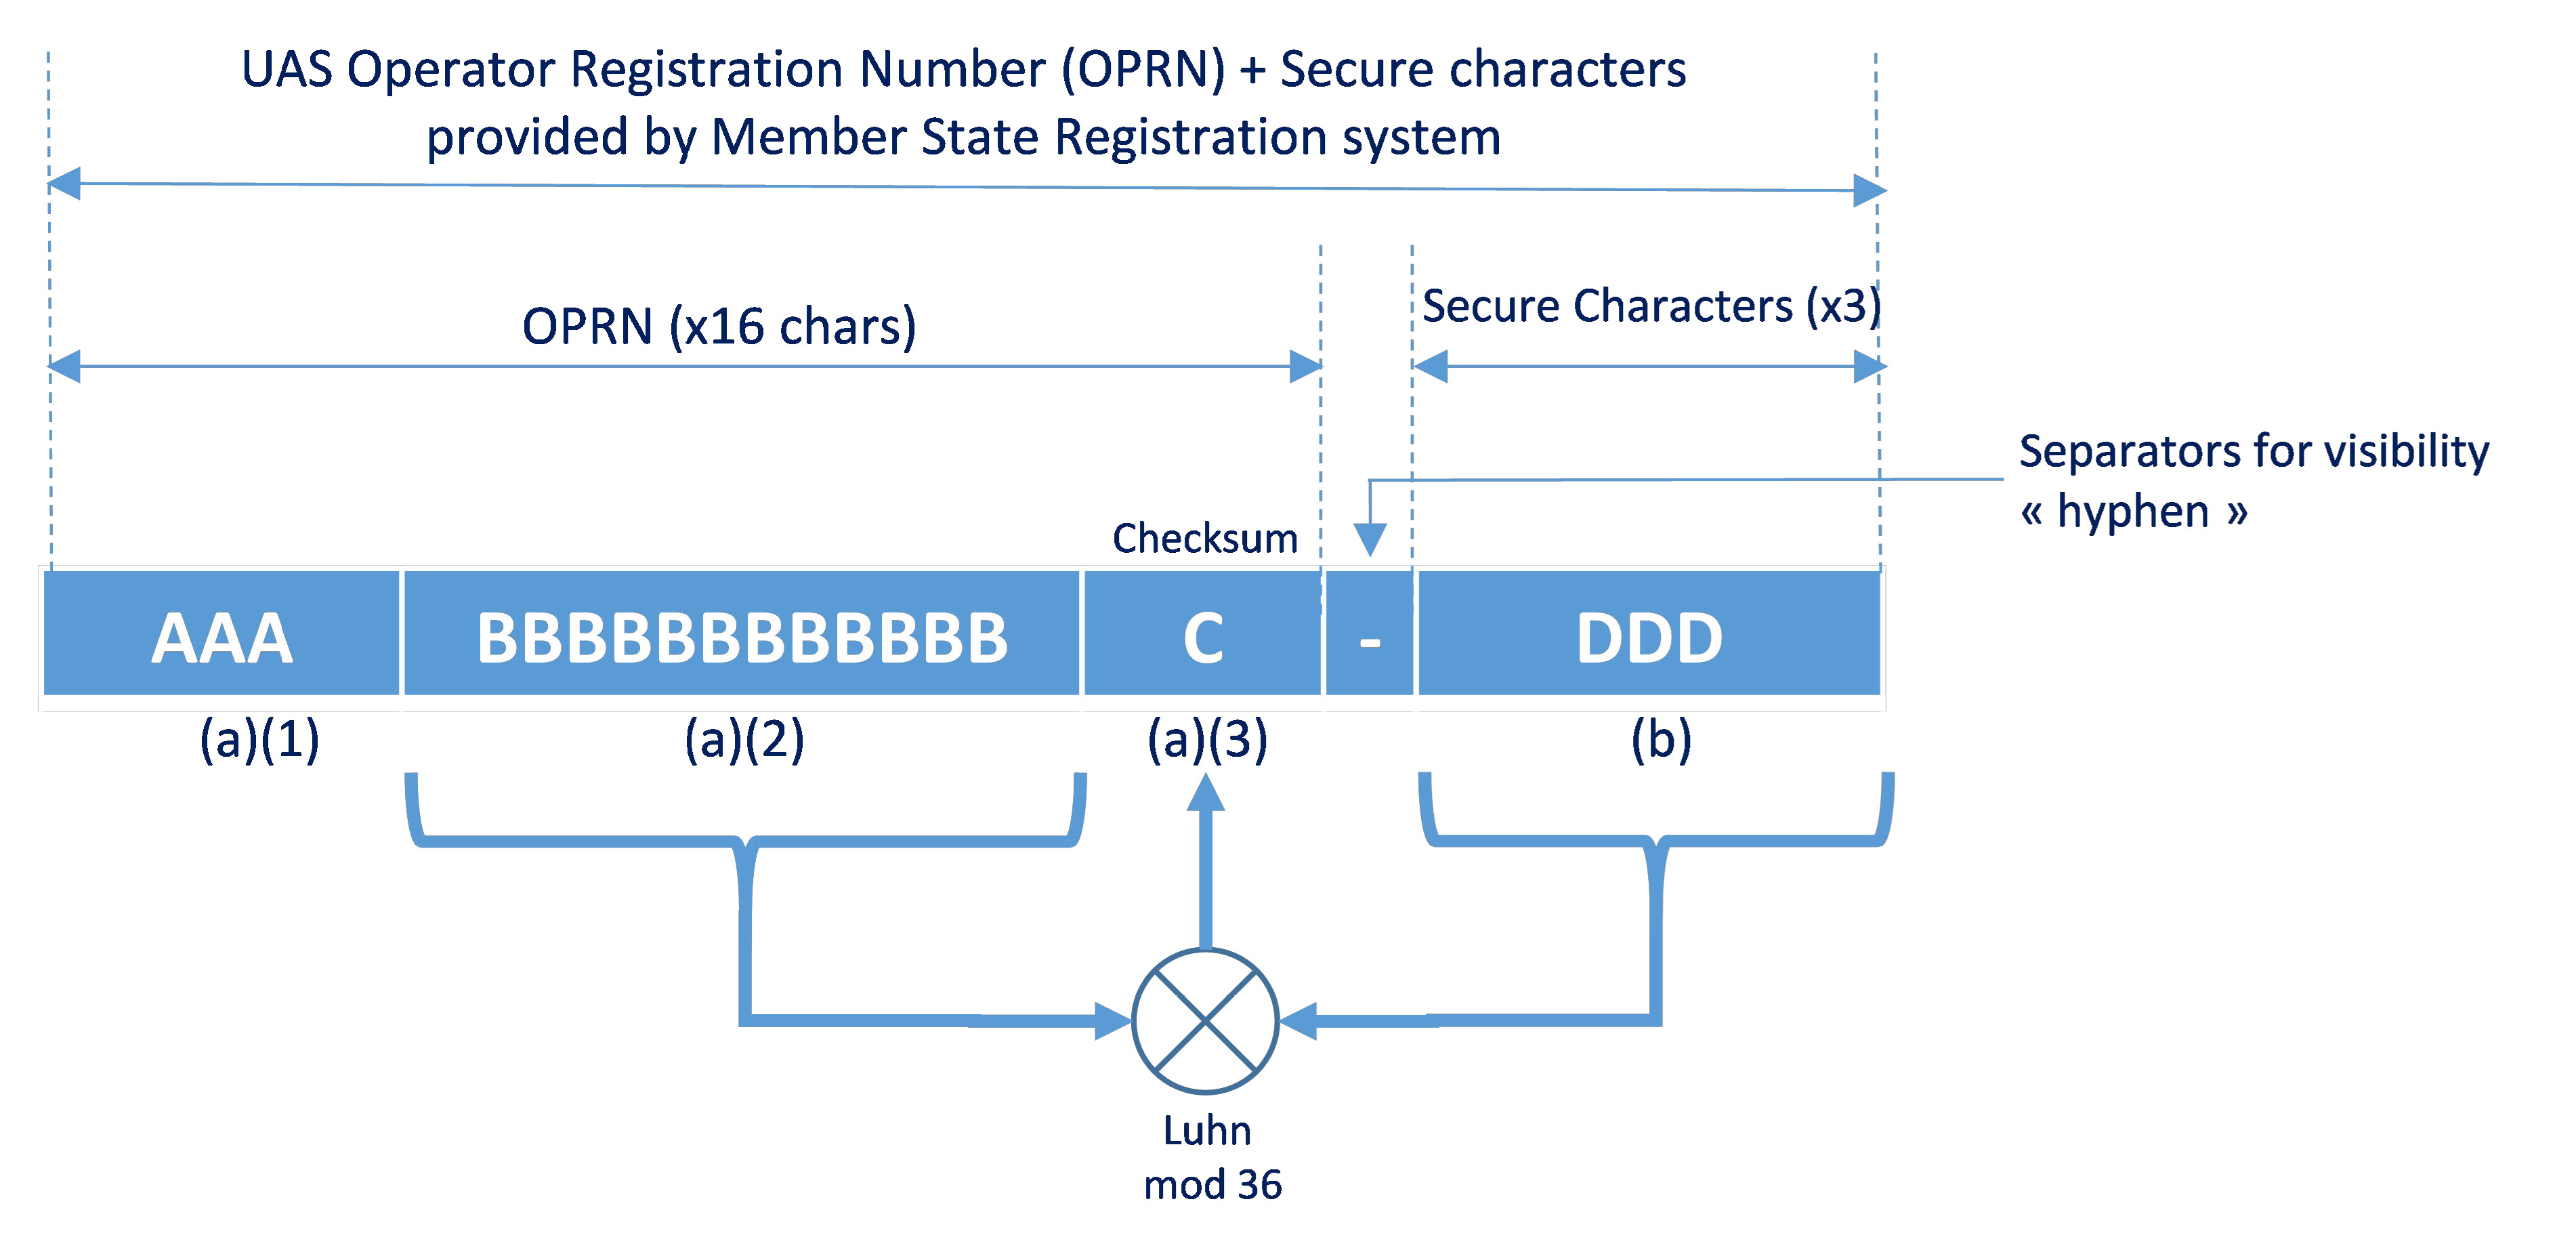 UAS Operator Registration Number (OPRN) + Secure characters
provided by Member State Registration system
OPRN (x16 chars)
Secure Characters (x3)
Separators for visibility
« hyphen »
Checksum
AAA BBBBBBBBBBBB C - DDD
(a)(1) (a)(2) (a)(3) (b)
Luhn
mod 36